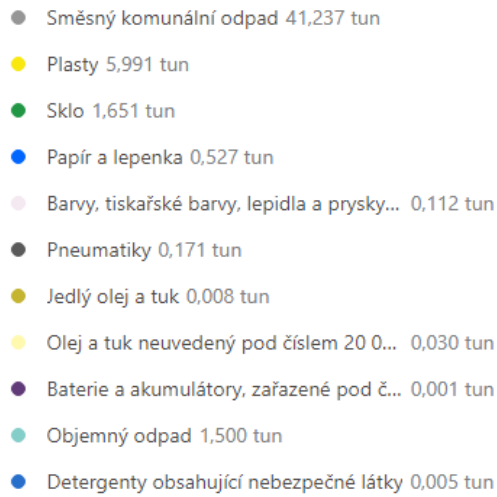 Směsný komunální odpad 41,237 tun
Plasty 5,991 tun
Sklo 1,651 tun
Papír a lepenka 0,527 tun
Barvy, tiskařské barvy, lepidla a prysky... 0,112 tun
Pneumatiky 0,171 tun
Jedlý olej a tuk 0,008 tun
Olej a tuk neuvedený pod číslem 20 0... 0,030 tun
Baterie a akumulátory, zařazené pod č... 0,001 tun
Objemný odpad 1,500 tun
Detergenty obsahující nebezpečné látky 0,005 tun